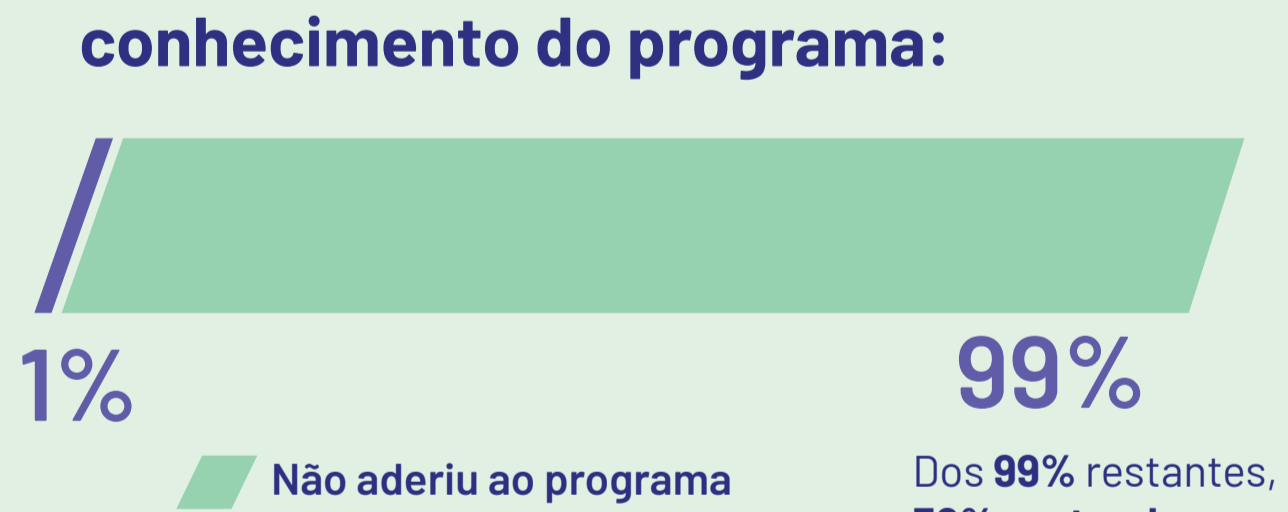 conhecimento do programa:
1%
99%
Não aderiu ao programa
Dos 99% restantes,